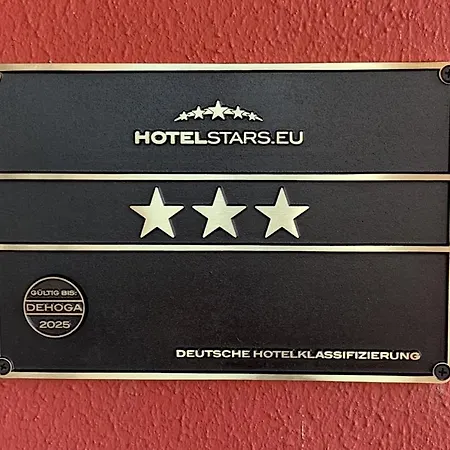 HOTELSTARS.EU
GÜLTIG BIS:
DEHOGA
2025
DEUTSCHE HOTELKLASSIFIZIERUNG